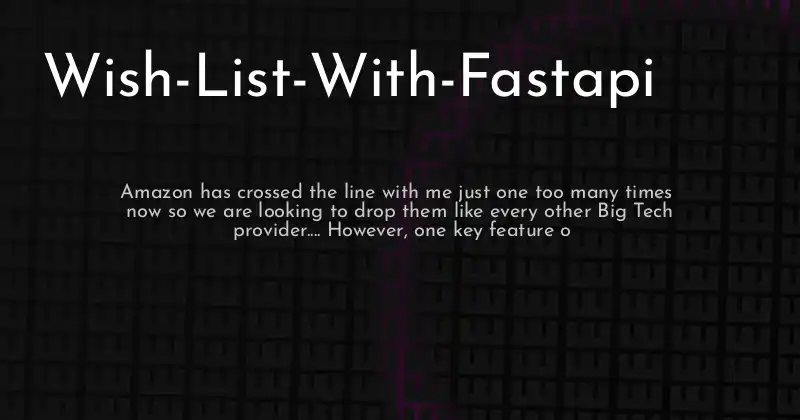 Wish-List-With-Fastapi
Amazon has crossed the line with me just one too many times
now so we are looking to drop them like every other Big Tech
provider.... However, one key feature o